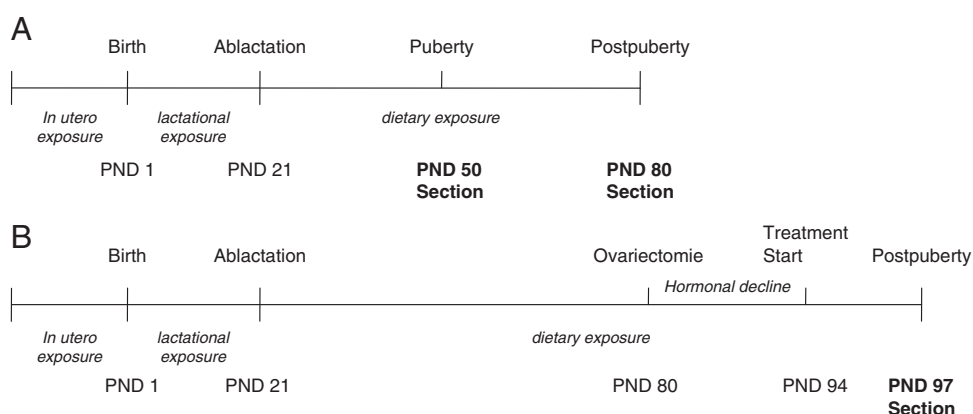 A
Birth Ablactation Puberty Postpuberty
In utero exposure lactational exposure dietary exposure
PND 1 PND 21 PND 50 Section PND 80 Section
B
Birth Ablactation Ovariectomie Treatment Start Postpuberty
Hormonal decline
In utero exposure lactational exposure dietary exposure
PND 1 PND 21 PND 80 PND 94 PND 97 Section